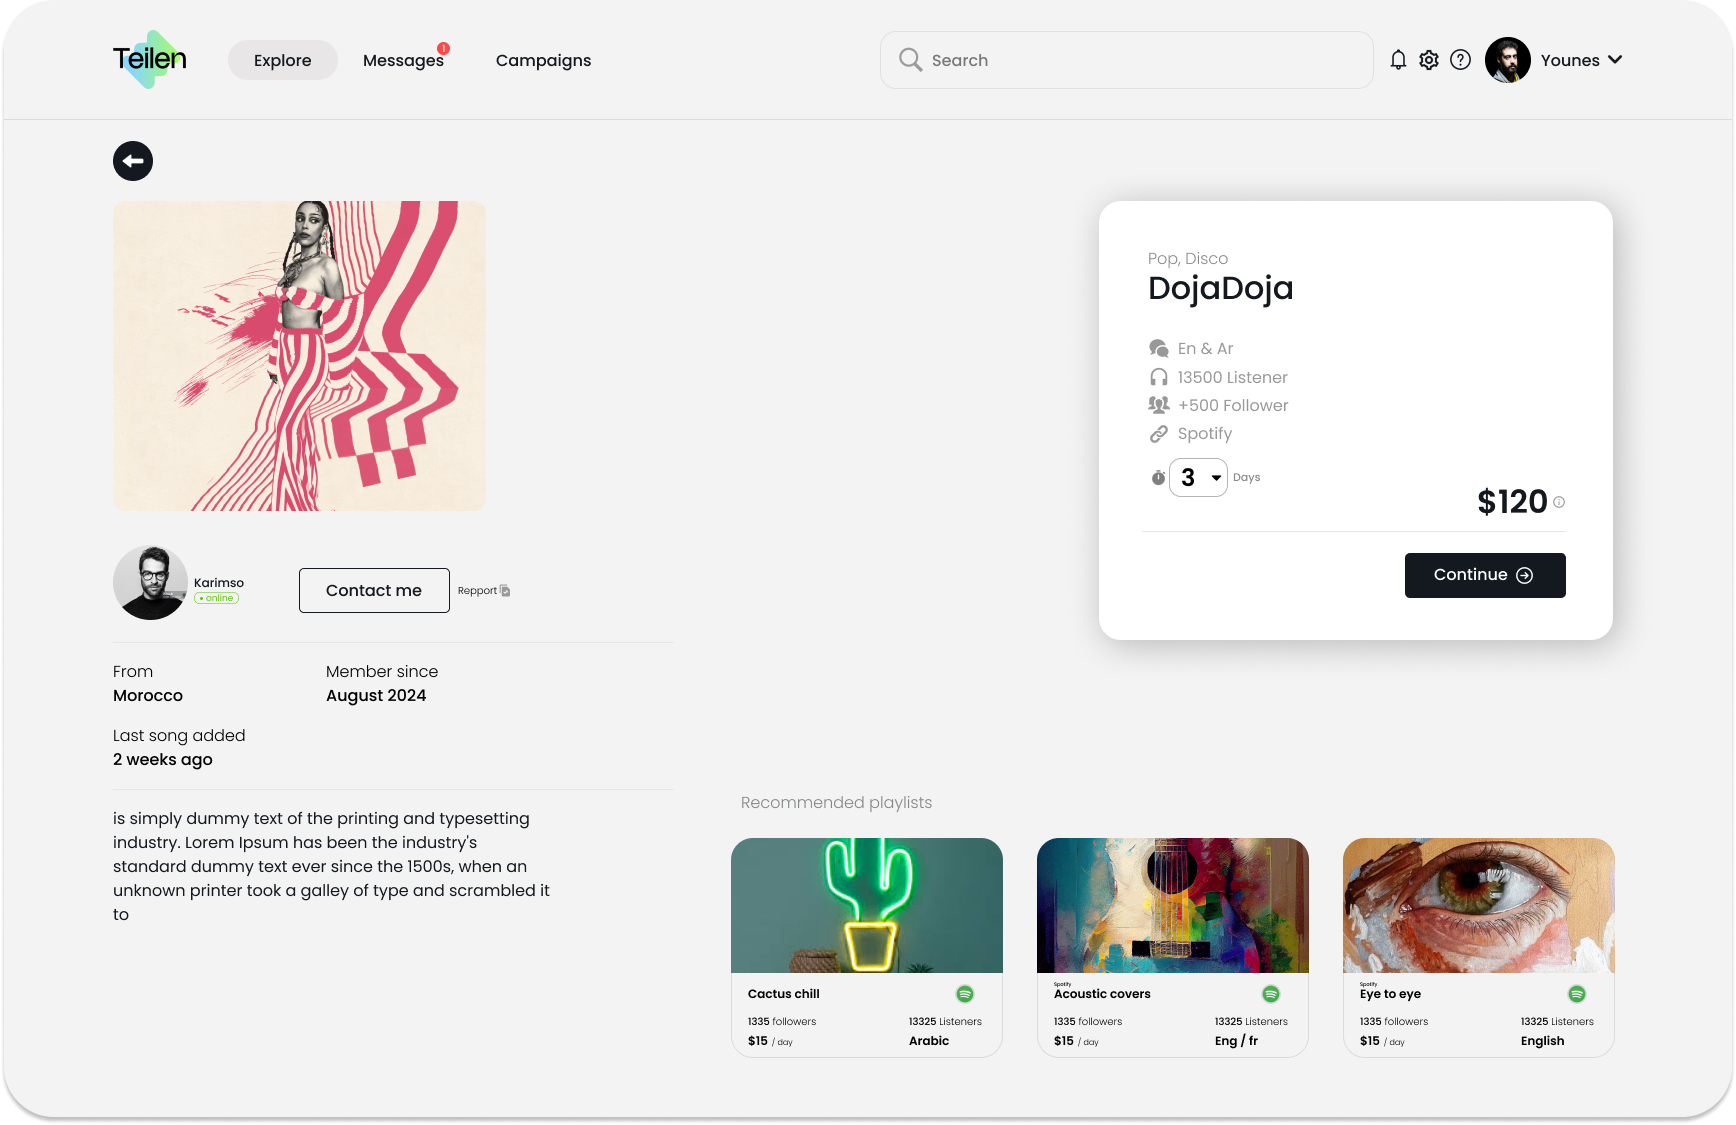 Teilen
Explore
Messages
1
Campaigns
Search
Younes
Pop, Disco
DojaDoja
En & Ar
13500 Listener
+500 Follower
Spotify
3 Days
$120
Continue
Karimso
• online
Contact me
Repport
From
Morocco
Member since
August 2024
Last song added
2 weeks ago
is simply dummy text of the printing and typesetting
industry. Lorem Ipsum has been the industry's
standard dummy text ever since the 1500s, when an
unknown printer took a galley of type and scrambled it
to
Recommended playlists
Cactus chill
1335 followers
13325 Listeners
$15 / day
Arabic
Spotify
Acoustic covers
1335 followers
13325 Listeners
$15 / day
Eng / fr
Spotify
Eye to eye
1335 followers
13325 Listeners
$15 / day
English